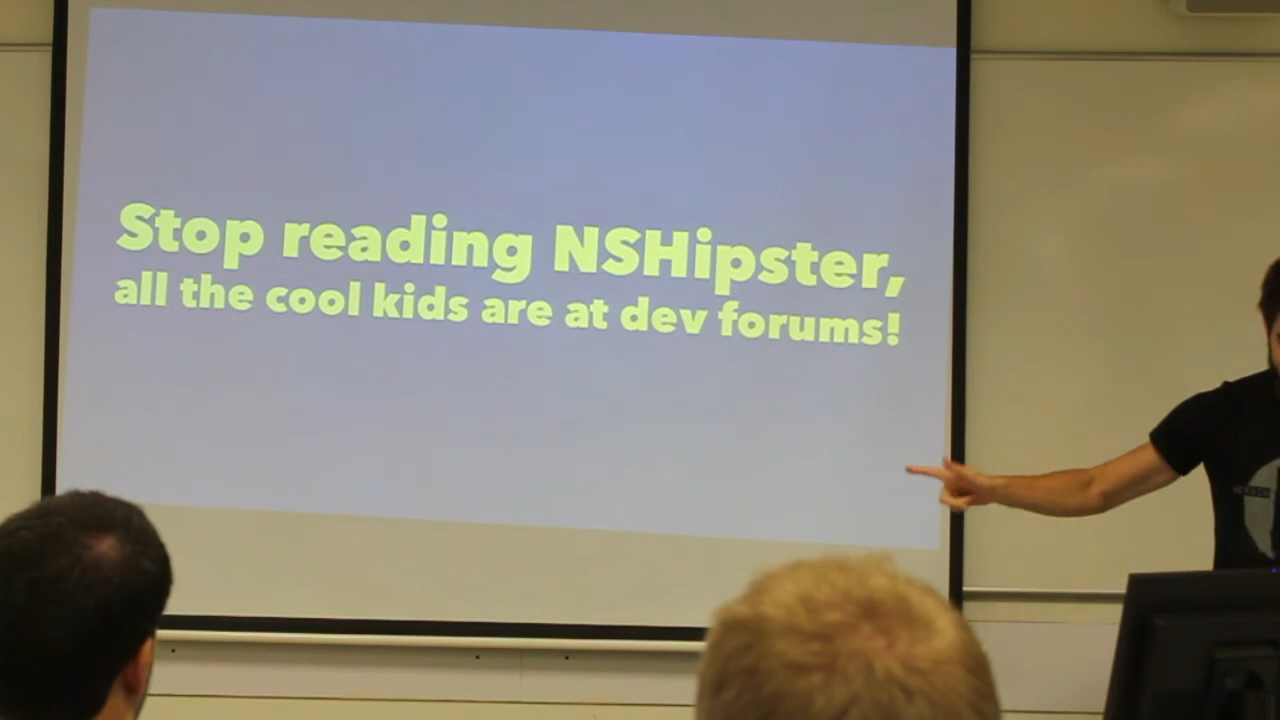 Stop reading NSHipster,
all the cool kids are at dev forums!